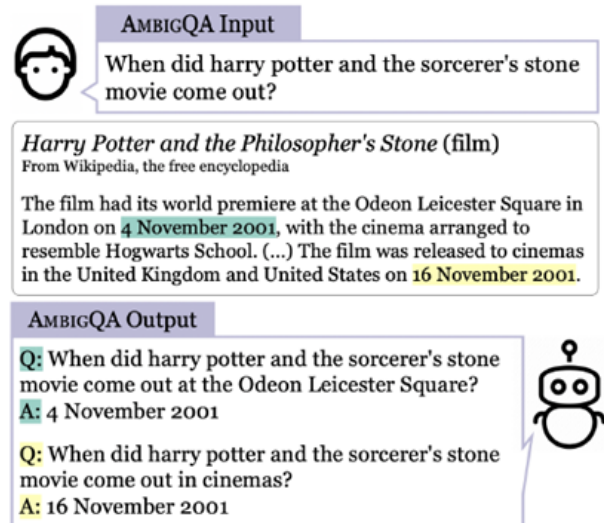 AMBIGQA Input
When did harry potter and the sorcerer's stone
movie come out?
Harry Potter and the Philosopher's Stone (film)
From Wikipedia, the free encyclopedia
The film had its world premiere at the Odeon Leicester Square in
London on 4 November 2001, with the cinema arranged to
resemble Hogwarts School. (...) The film was released to cinemas
in the United Kingdom and United States on 16 November 2001.
AMBIGQA Output
Q: When did harry potter and the sorcerer's stone
movie come out at the Odeon Leicester Square?
A: 4 November 2001
Q: When did harry potter and the sorcerer's stone
movie come out in cinemas?
A: 16 November 2001